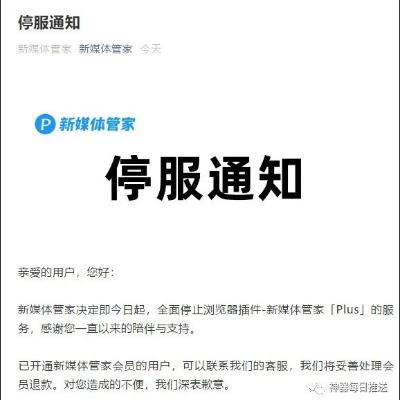 停服通知
新媒体管家 新媒体管家 今天
新媒体管家
停服通知
亲爱的用户，您好：
新媒体管家决定即今日起，全面停止浏览器插件-新媒体管家「Plus」的服
务，感谢您一直以来的陪伴与支持。
已开通新媒体管家会员的用户，可以联系我们的客服，我们将妥善处理会
员退款。对您造成的不便，我们深表歉意。
神器每日推送